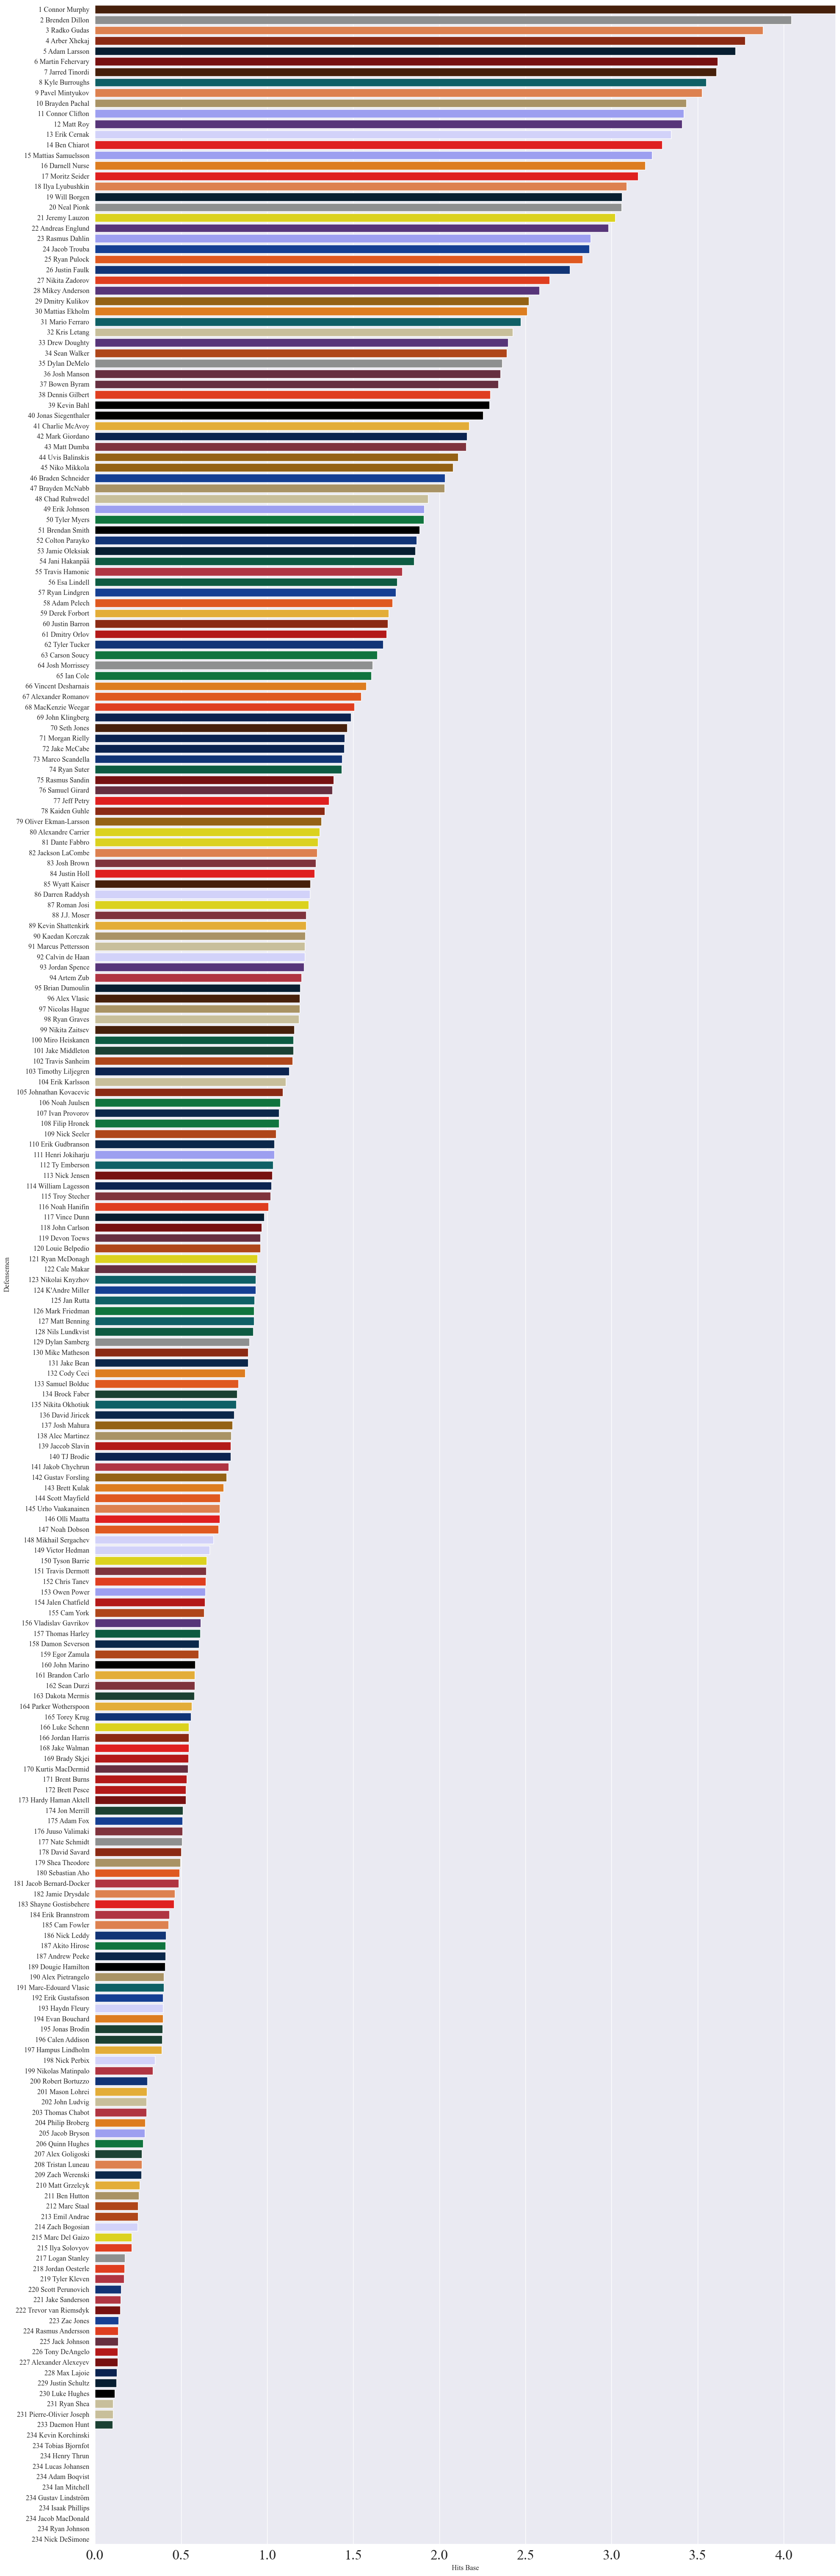 1 Connor Murphy
2 Brenden Dillon
3 Radko Gudas
4 Arber Xhekaj
5 Adam Larsson
6 Martin Fehervary
7 Jarred Tinordi
8 Kyle Burroughs
9 Pavel Mintyukov
10 Brayden Pachal
11 Connor Clifton
12 Matt Roy
13 Erik Cernak
14 Ben Chiarot
15 Mattias Samuelsson
16 Darnell Nurse
17 Moritz Seider
18 Ilya Lyubushkin
19 Will Borgen
20 Neal Pionk
21 Jeremy Lauzon
22 Andreas Englund
23 Rasmus Dahlin
24 Jacob Trouba
25 Ryan Pulock
26 Justin Faulk
27 Nikita Zadorov
28 Mikey Anderson
29 Dmitry Kulikov
30 Mattias Ekholm
31 Mario Ferraro
32 Kris Letang
33 Drew Doughty
34 Sean Walker
35 Dylan DeMelo
36 Josh Manson
37 Bowen Byram
38 Dennis Gilbert
39 Kevin Bahl
40 Jonas Siegenthaler
41 Charlie McAvoy
42 Mark Giordano
43 Matt Dumba
44 Uvis Balinskis
45 Niko Mikkola
46 Braden Schneider
47 Brayden McNabb
48 Chad Ruhwedel
49 Erik Johnson
50 Tyler Myers
51 Brendan Smith
52 Colton Parayko
53 Jamie Oleksiak
54 Jani Hakanpää
55 Travis Hamonic
56 Esa Lindell
57 Ryan Lindgren
58 Adam Pelech
59 Derek Forbort
60 Justin Barron
61 Dmitry Orlov
62 Tyler Tucker
63 Carson Soucy
64 Josh Morrissey
65 Ian Cole
66 Vincent Desharnais
67 Alexander Romanov
68 MacKenzie Weegar
69 John Klingberg
70 Seth Jones
71 Morgan Rielly
72 Jake McCabe
73 Marco Scandella
74 Ryan Suter
75 Rasmus Sandin
76 Samuel Girard
77 Jeff Petry
78 Kaiden Guhle
79 Oliver Ekman-Larsson
80 Alexandre Carrier
81 Dante Fabbro
82 Jackson LaCombe
83 Josh Brown
84 Justin Holl
85 Wyatt Kaiser
86 Darren Raddysh
87 Roman Josi
88 J.J. Moser
89 Kevin Shattenkirk
90 Kaedan Korczak
91 Marcus Pettersson
92 Calvin de Haan
93 Jordan Spence
94 Artem Zub
95 Brian Dumoulin
96 Alex Vlasic
97 Nicolas Hague
98 Ryan Graves
99 Nikita Zaitsev
100 Miro Heiskanen
101 Jake Middleton
102 Travis Sanheim
103 Timothy Liljegren
104 Erik Karlsson
105 Johnathan Kovacevic
106 Noah Juulsen
107 Ivan Provorov
108 Filip Hronek
109 Nick Seeler
110 Erik Gudbranson
111 Henri Jokiharju
112 Ty Emberson
113 Nick Jensen
114 William Lagesson
115 Troy Stecher
116 Noah Hanifin
117 Vince Dunn
118 John Carlson
119 Devon Toews
120 Louie Belpedio
121 Ryan McDonagh
122 Cale Makar
123 Nikolai Knyzhov
124 K'Andre Miller
125 Jan Rutta
126 Mark Friedman
127 Matt Benning
128 Nils Lundkvist
129 Dylan Samberg
130 Mike Matheson
131 Jake Bean
132 Cody Ceci
133 Samuel Bolduc
134 Brock Faber
135 Nikita Okhotiuk
136 David Jiricek
137 Josh Mahura
138 Alec Martinez
139 Jaccob Slavin
140 TJ Brodie
141 Jakob Chychrun
142 Gustav Forsling
143 Brett Kulak
144 Scott Mayfield
145 Urho Vaakanainen
146 Olli Maatta
147 Noah Dobson
148 Mikhail Sergachev
149 Victor Hedman
150 Tyson Barrie
151 Travis Dermott
152 Chris Tanev
153 Owen Power
154 Jalen Chatfield
155 Cam York
156 Vladislav Gavrikov
157 Thomas Harley
158 Damon Severson
159 Egor Zamula
160 John Marino
161 Brandon Carlo
162 Sean Durzi
163 Dakota Mermis
164 Parker Wotherspoon
165 Torey Krug
166 Luke Schenn
166 Jordan Harris
168 Jake Walman
169 Brady Skjei
170 Kurtis MacDermid
171 Brent Burns
172 Brett Pesce
173 Hardy Haman Aktell
174 Jon Merrill
175 Adam Fox
176 Juuso Valimaki
177 Nate Schmidt
178 David Savard
179 Shea Theodore
180 Sebastian Aho
181 Jacob Bernard-Docker
182 Jamie Drysdale
183 Shayne Gostisbehere
184 Erik Brannstrom
185 Cam Fowler
186 Nick Leddy
187 Akito Hirose
187 Andrew Peeke
189 Dougie Hamilton
190 Alex Pietrangelo
191 Marc-Edouard Vlasic
192 Erik Gustafsson
193 Haydn Fleury
194 Evan Bouchard
195 Jonas Brodin
196 Calen Addison
197 Hampus Lindholm
198 Nick Perbix
199 Nikolas Matinpalo
200 Robert Bortuzzo
201 Mason Lohrei
202 John Ludvig
203 Thomas Chabot
204 Philip Broberg
205 Jacob Bryson
206 Quinn Hughes
207 Alex Goligoski
208 Tristan Luneau
209 Zach Werenski
210 Matt Grzelcyk
211 Ben Hutton
212 Marc Staal
213 Emil Andrae
214 Zach Bogosian
215 Marc Del Gaizo
215 Ilya Solovyov
217 Logan Stanley
218 Jordan Oesterle
219 Tyler Kleven
220 Scott Perunovich
221 Jake Sanderson
222 Trevor van Riemsdyk
223 Zac Jones
224 Rasmus Andersson
225 Jack Johnson
226 Tony DeAngelo
227 Alexander Alexeyev
228 Max Lajoie
229 Justin Schultz
230 Luke Hughes
231 Ryan Shea
231 Pierre-Olivier Joseph
233 Daemon Hunt
234 Kevin Korchinski
234 Tobias Bjornfot
234 Henry Thrun
234 Lucas Johansen
234 Adam Boqvist
234 Ian Mitchell
234 Gustav Lindström
234 Isaak Phillips
234 Jacob MacDonald
234 Ryan Johnson
234 Nick DeSimone
Defensemen
0.0 0.5 1.0 1.5 2.0 2.5 3.0 3.5 4.0
Hits Base